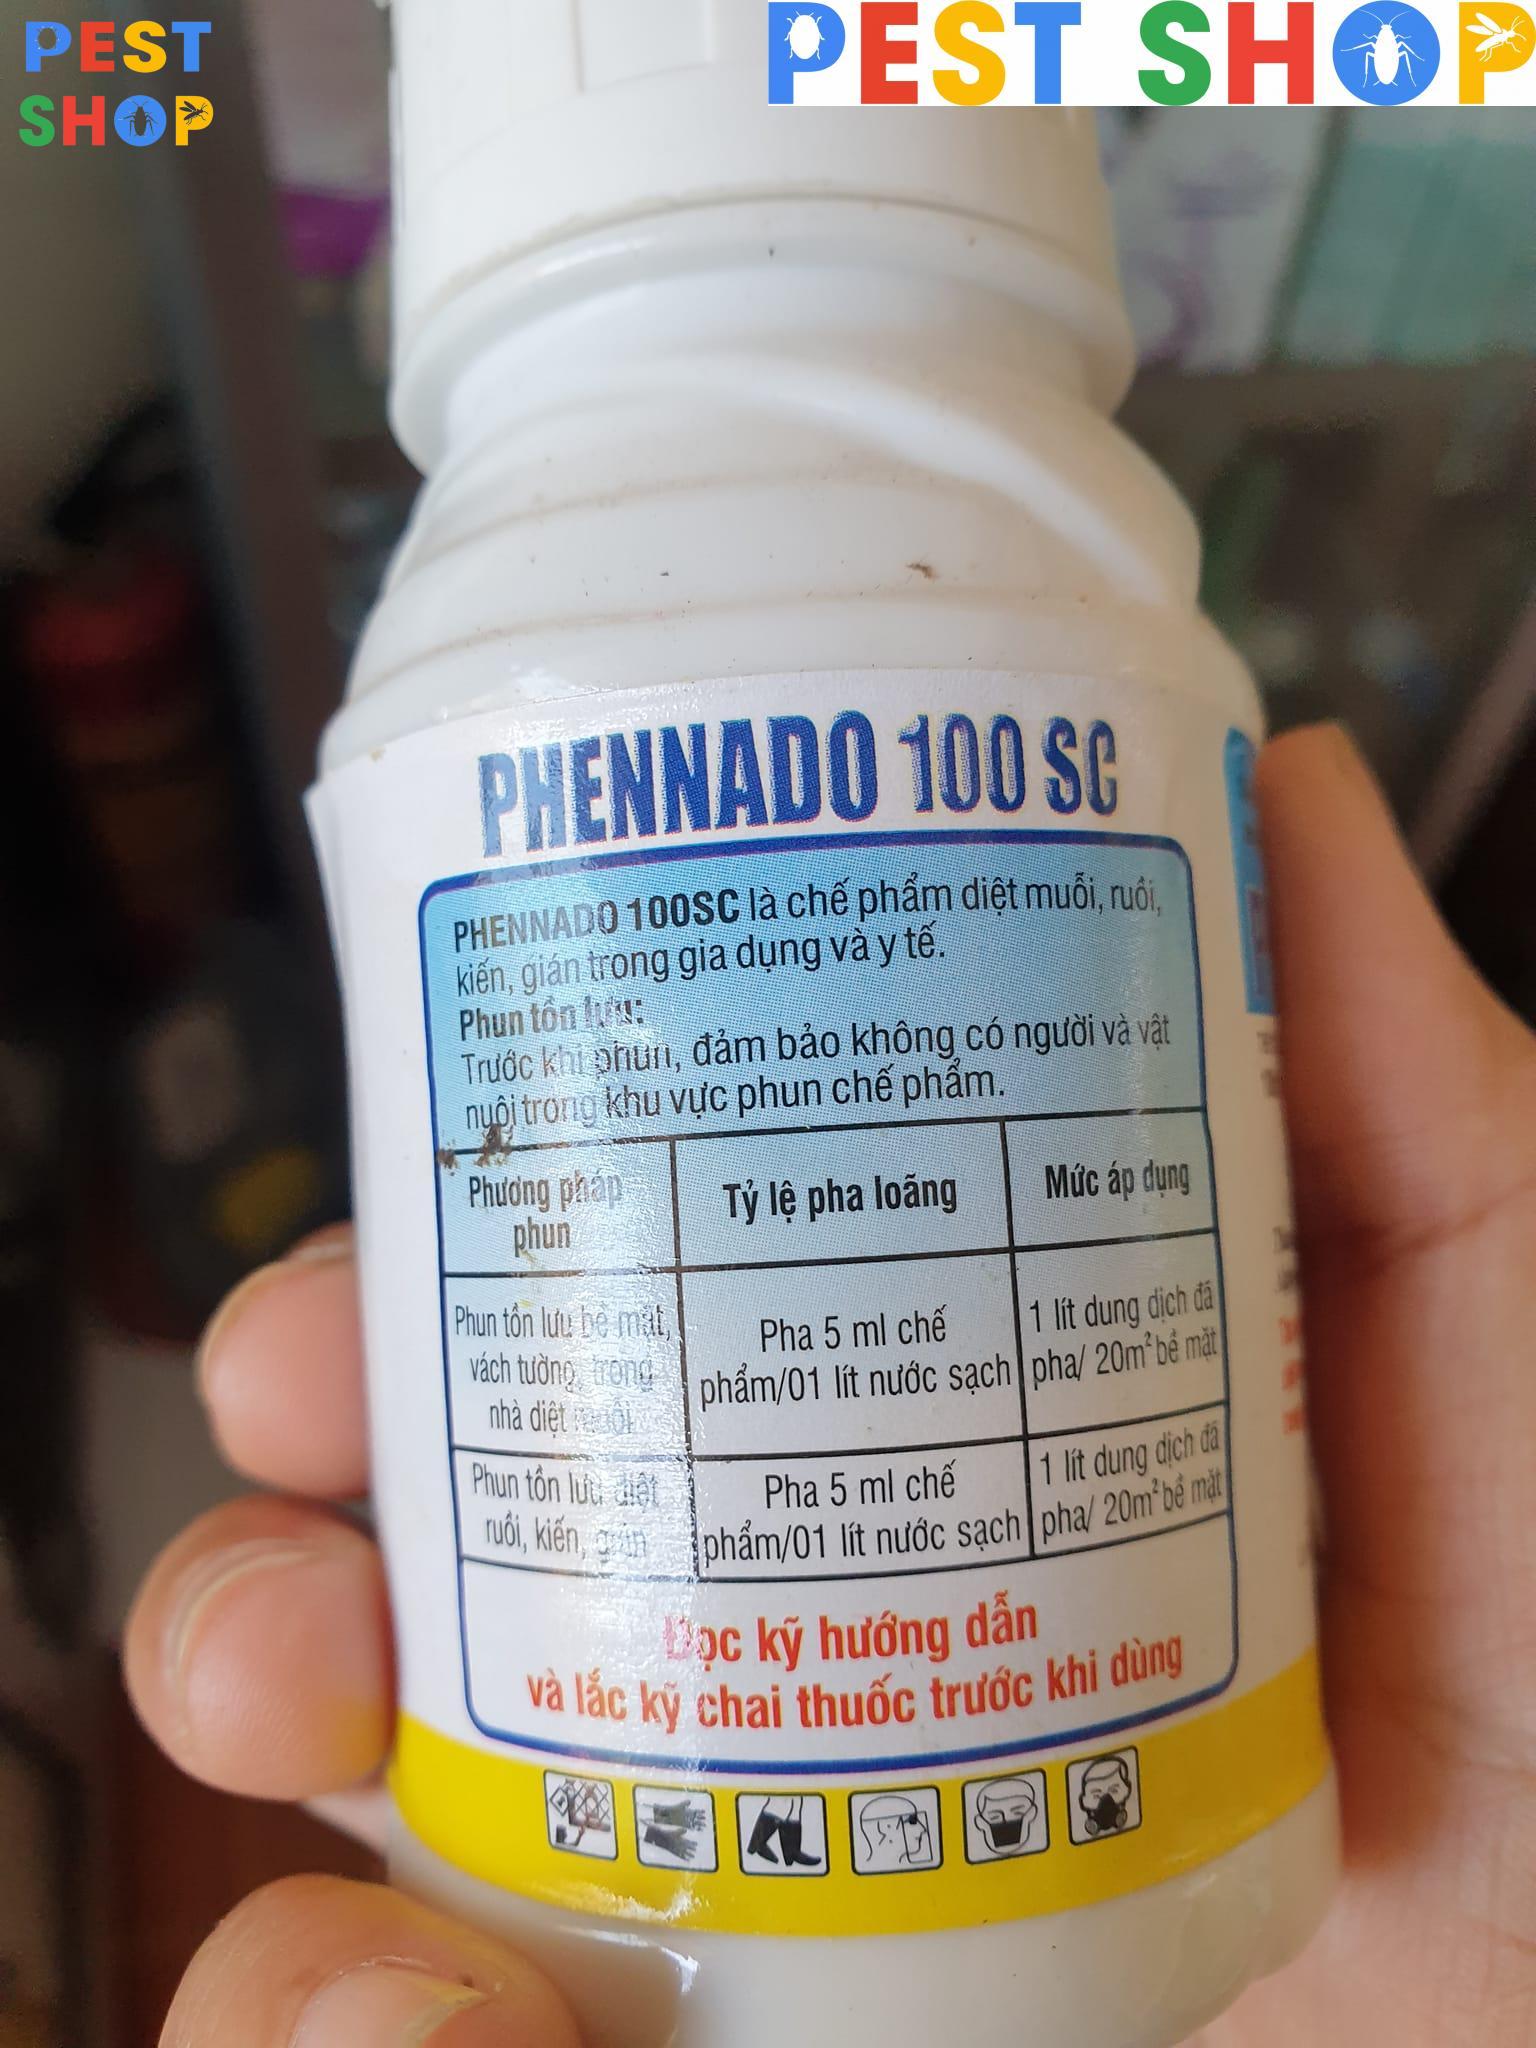 PEST
SHOP
PEST SHOP
PHENNADO 100 SC
PHENNADO 100SC là chế phẩm diệt muỗi, ruồi,
kiến, gián trong gia dụng và y tế.
Phun tồn lưu:
Trước khi phun, đảm bảo không có người và vật
nuôi trong khu vực phun chế phẩm.
Phương pháp
phun
Tỷ lệ pha loãng
Mức áp dụng
Phun tồn lưu bề mặt,
vách tường, trong
nhà diệt muỗi
Pha 5 ml chế
phẩm/01 lít nước sạch
1 lít dung dịch đã
pha/ 20m² bề mặt
Phun tồn lưu diệt
ruồi, kiến, gián
Pha 5 ml chế
phẩm/01 lít nước sạch
1 lít dung dịch đã
pha/ 20m² bề mặt
Đọc kỹ hướng dẫn
và lắc kỹ chai thuốc trước khi dùng